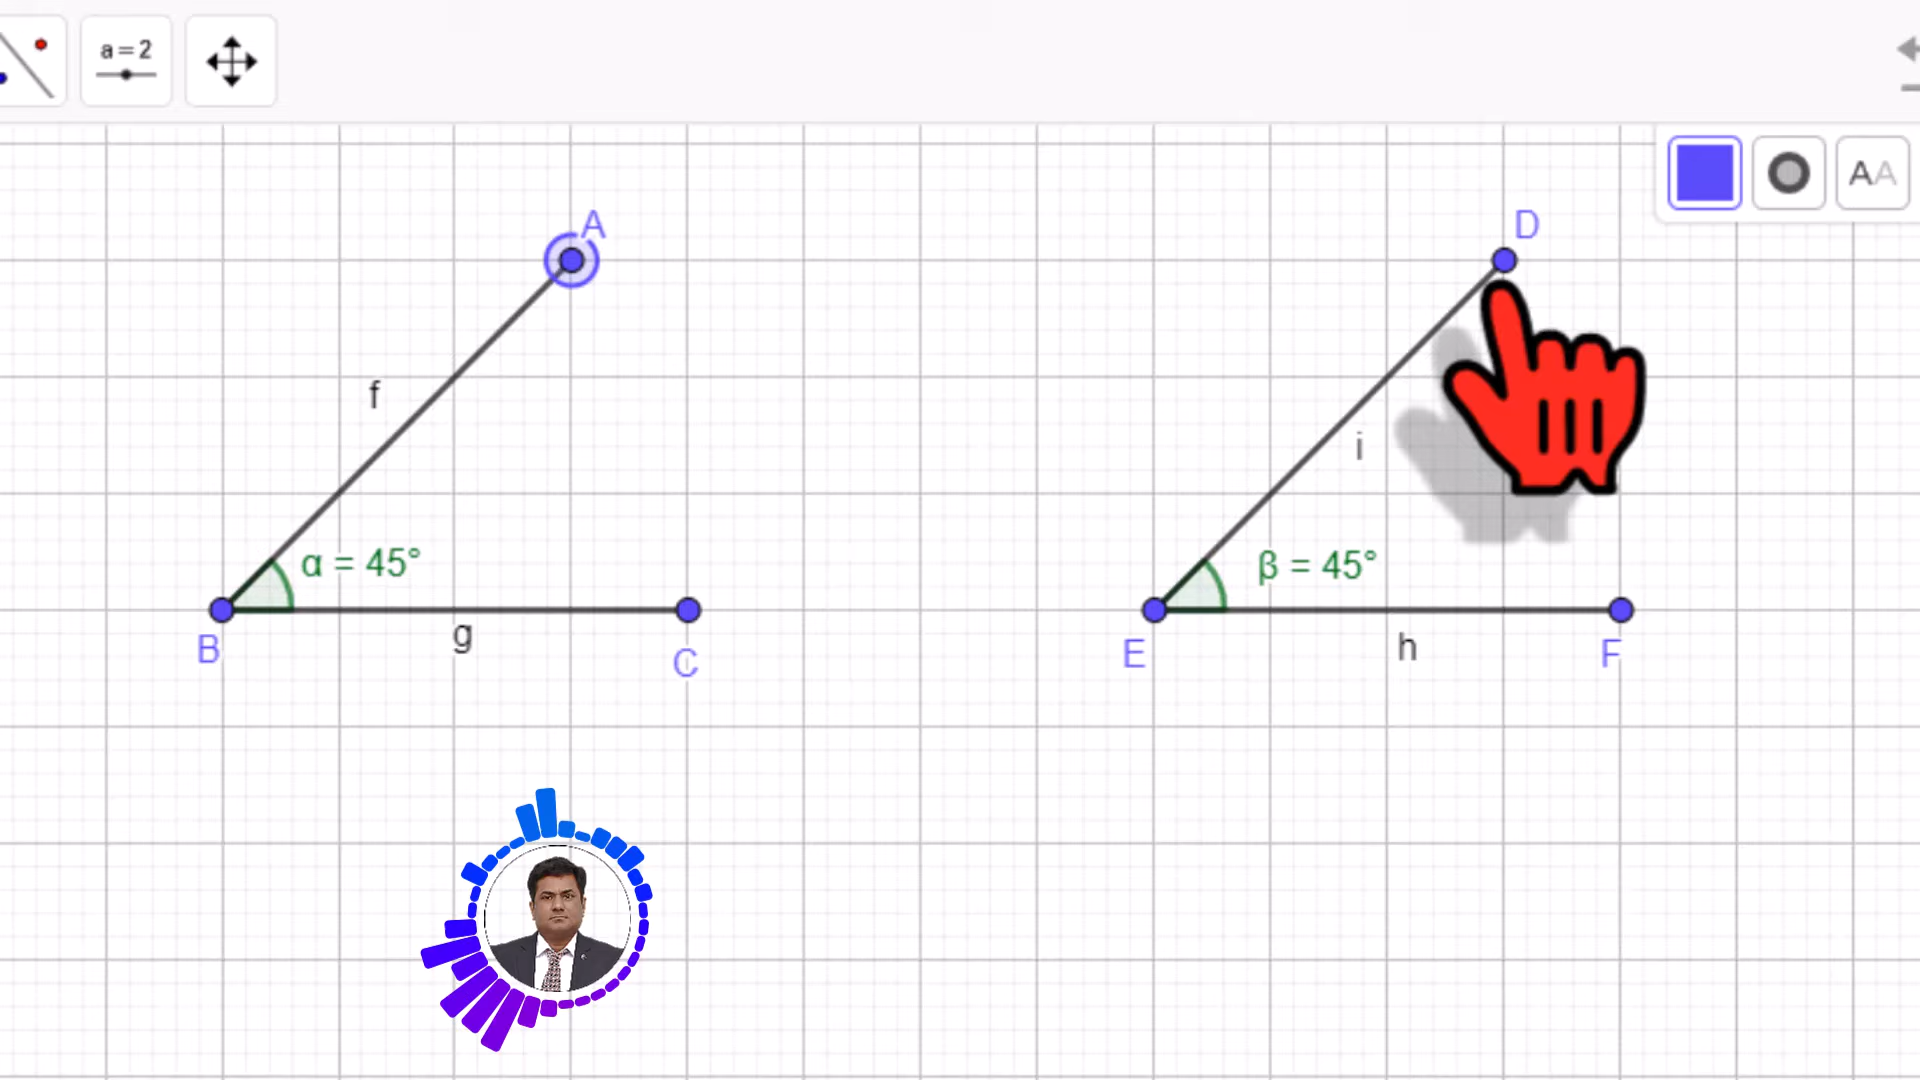 a = 2
AA
A
D
f
i
α = 45°
β = 45°
B
g
C
E
h
F